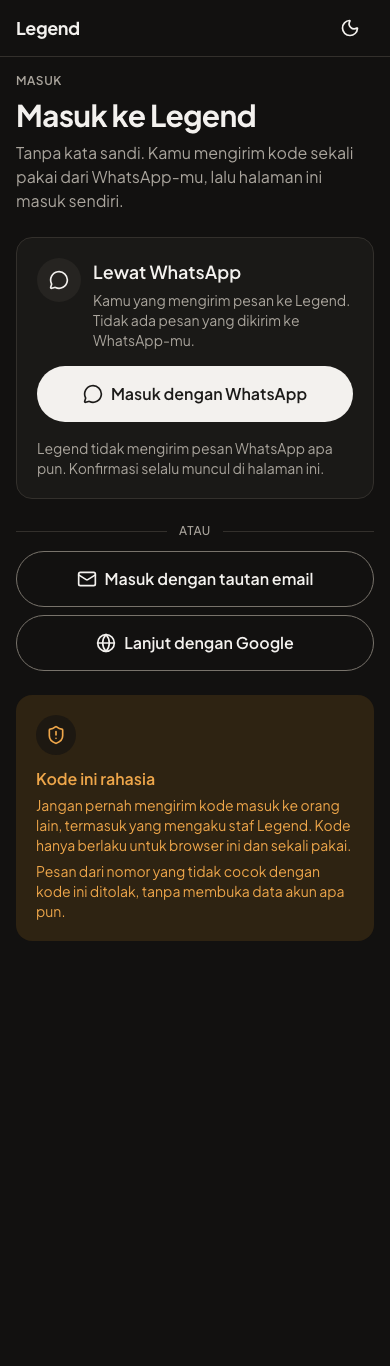 Legend
MASUK
Masuk ke Legend
Tanpa kata sandi. Kamu mengirim kode sekali
pakai dari WhatsApp-mu, lalu halaman ini
masuk sendiri.
Lewat WhatsApp
Kamu yang mengirim pesan ke Legend.
Tidak ada pesan yang dikirim ke
WhatsApp-mu.
Masuk dengan WhatsApp
Legend tidak mengirim pesan WhatsApp apa
pun. Konfirmasi selalu muncul di halaman ini.
ATAU
Masuk dengan tautan email
Lanjut dengan Google
Kode ini rahasia
Jangan pernah mengirim kode masuk ke orang
lain, termasuk yang mengaku staf Legend. Kode
hanya berlaku untuk browser ini dan sekali pakai.
Pesan dari nomor yang tidak cocok dengan
kode ini ditolak, tanpa membuka data akun apa
pun.